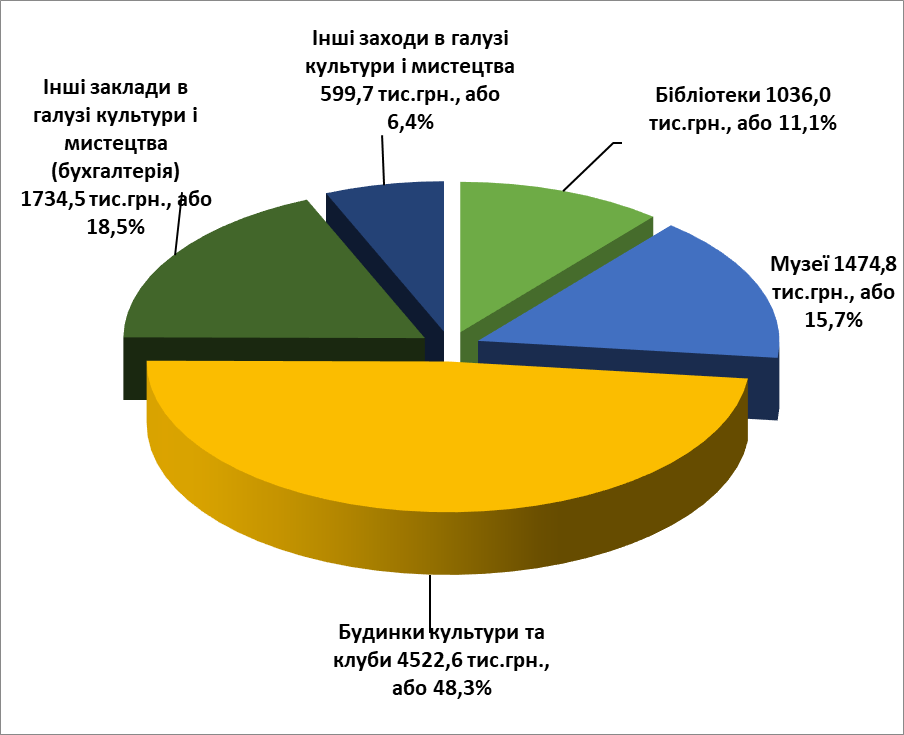 Інші заходи в галузі
культури і мистецтва
599,7 тис.грн., або
6,4%
Інші заклади в
галузі культури і
мистецтва
(бухгалтерія)
1734,5 тис.грн., або
18,5%
Бібліотеки 1036,0
тис.грн., або 11,1%
Музеї 1474,8
тис.грн., або
15,7%
Будинки культури та
клуби 4522,6 тис.грн.,
або 48,3%